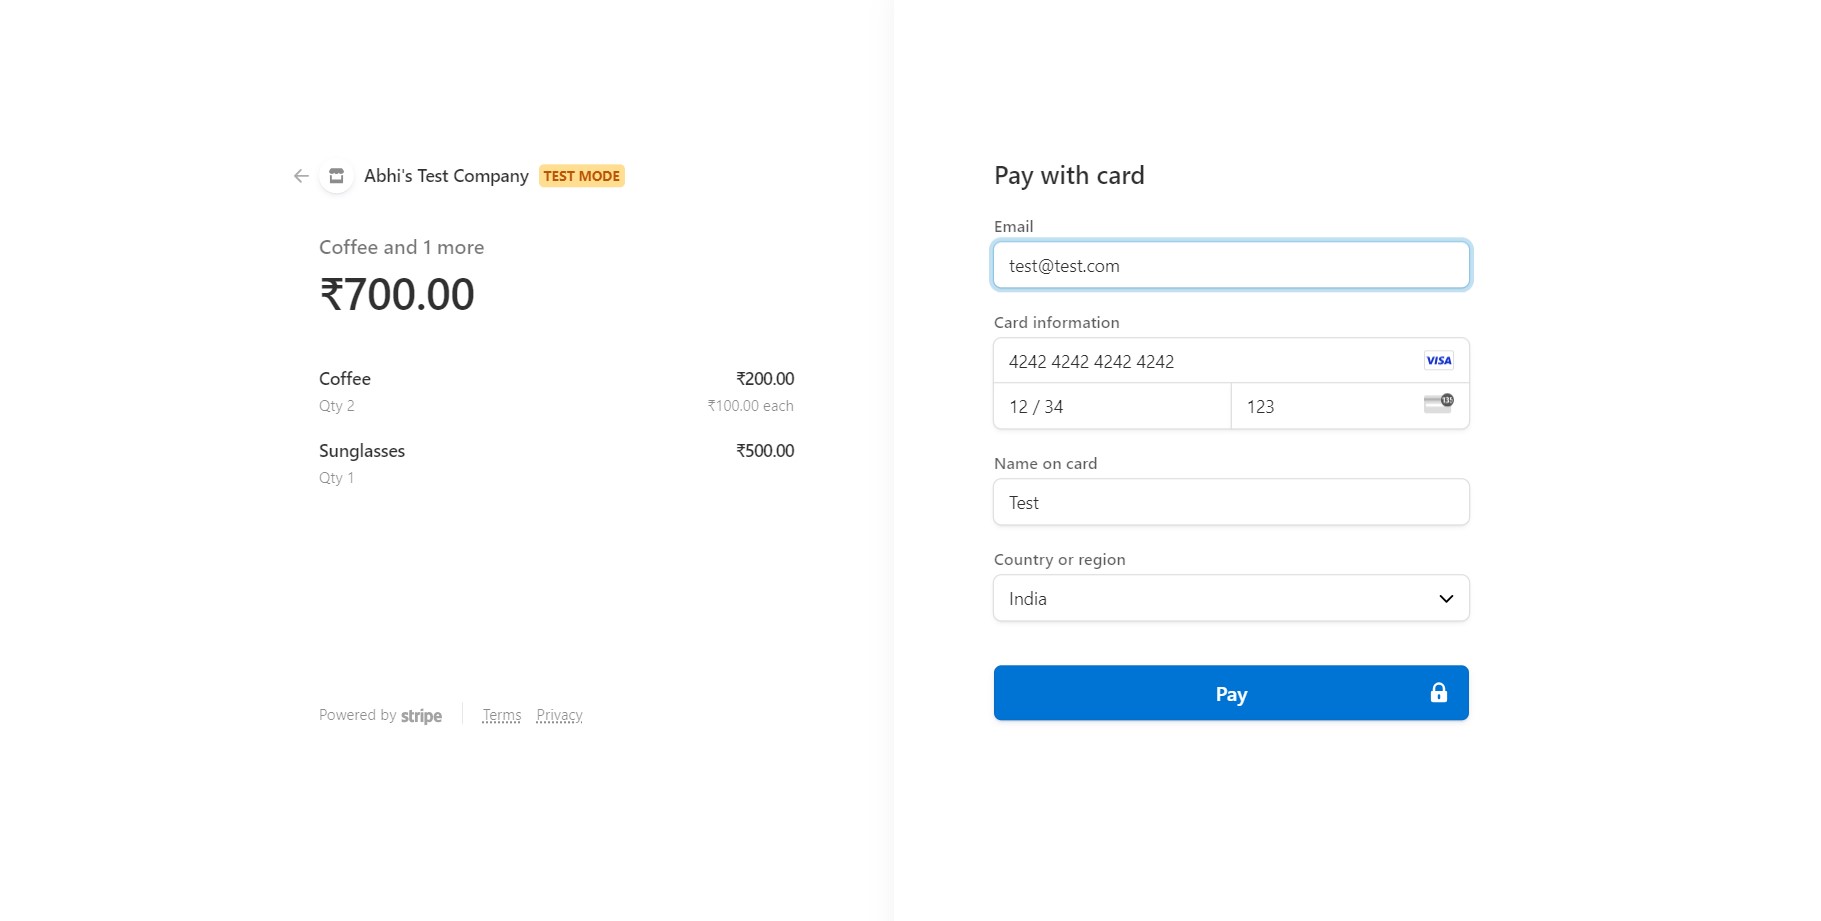 Abhi's Test Company TEST MODE
Coffee and 1 more
₹700.00
Coffee ₹200.00
Qty 2 ₹100.00 each
Sunglasses ₹500.00
Qty 1
Powered by stripe Terms Privacy
Pay with card
Email
test@test.com
Card information
4242 4242 4242 4242 VISA
12 / 34 123 135
Name on card
Test
Country or region
India
Pay